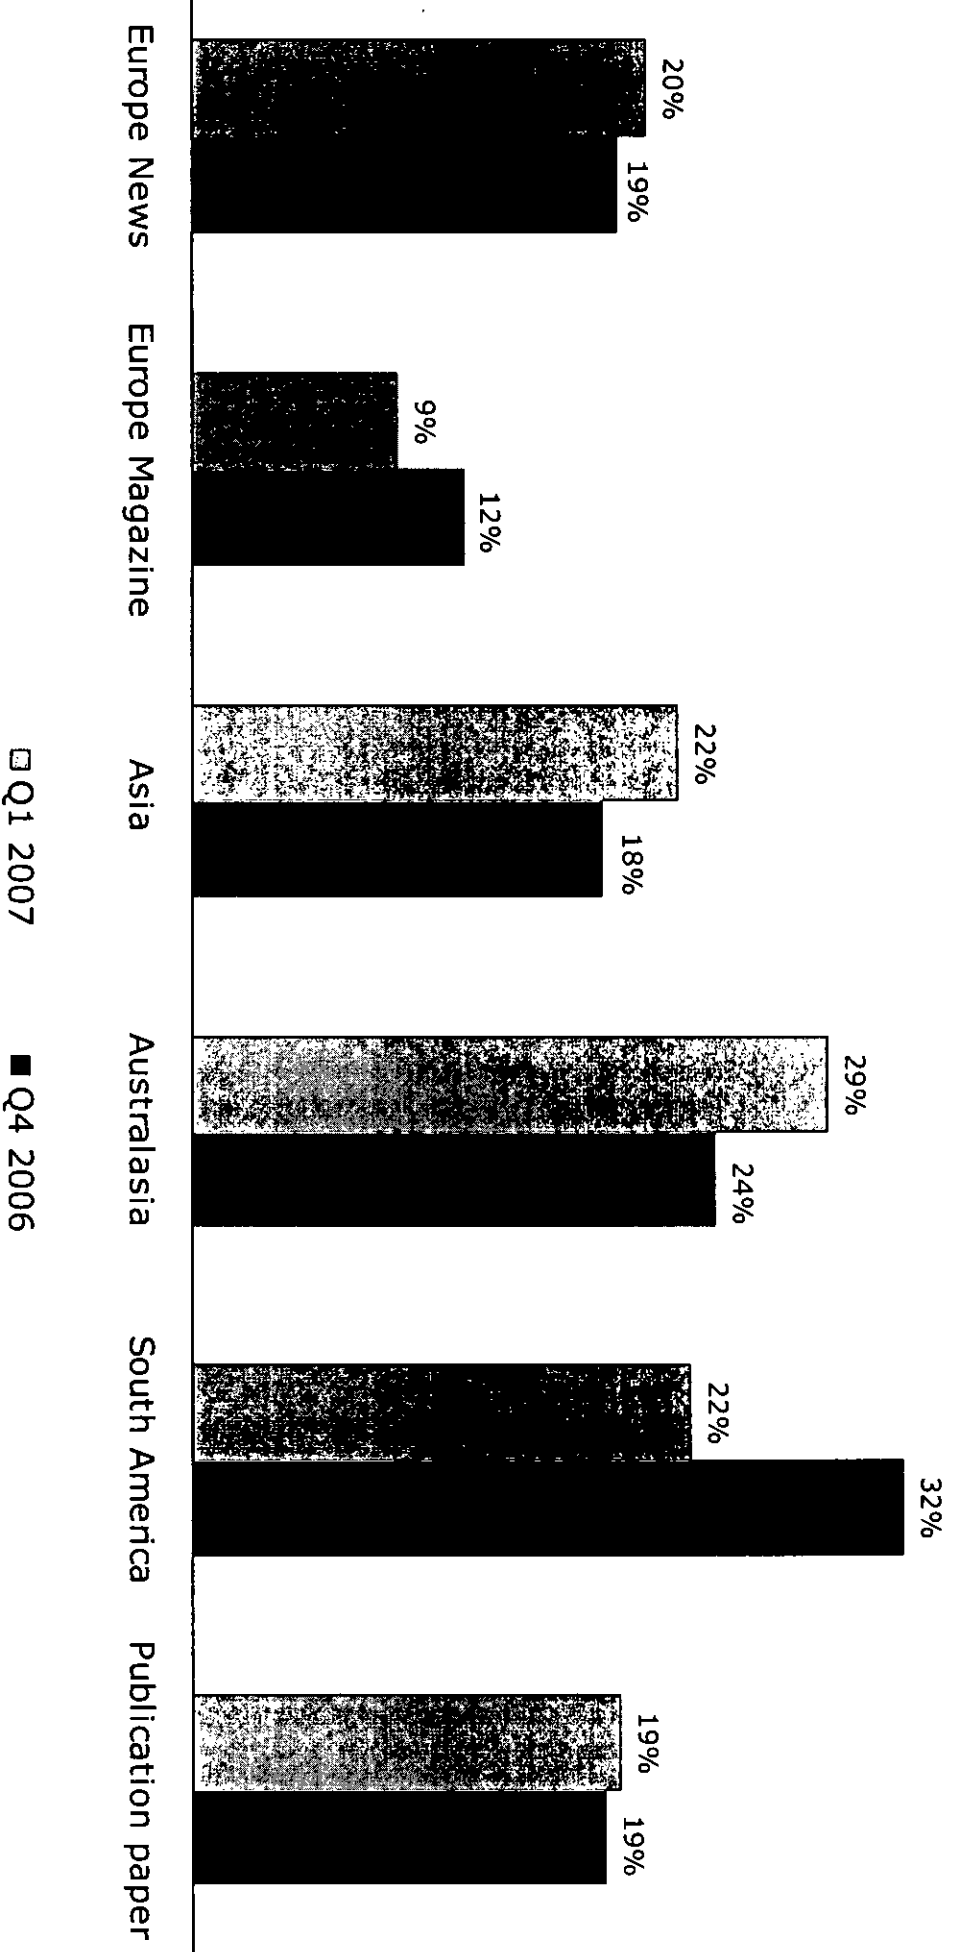 20%
19%
9%
12%
22%
18%
29%
24%
22%
32%
19%
19%
Europe News
Europe Magazine
Asia
Australasia
South America
Publication paper
Q1 2007
Q4 2006